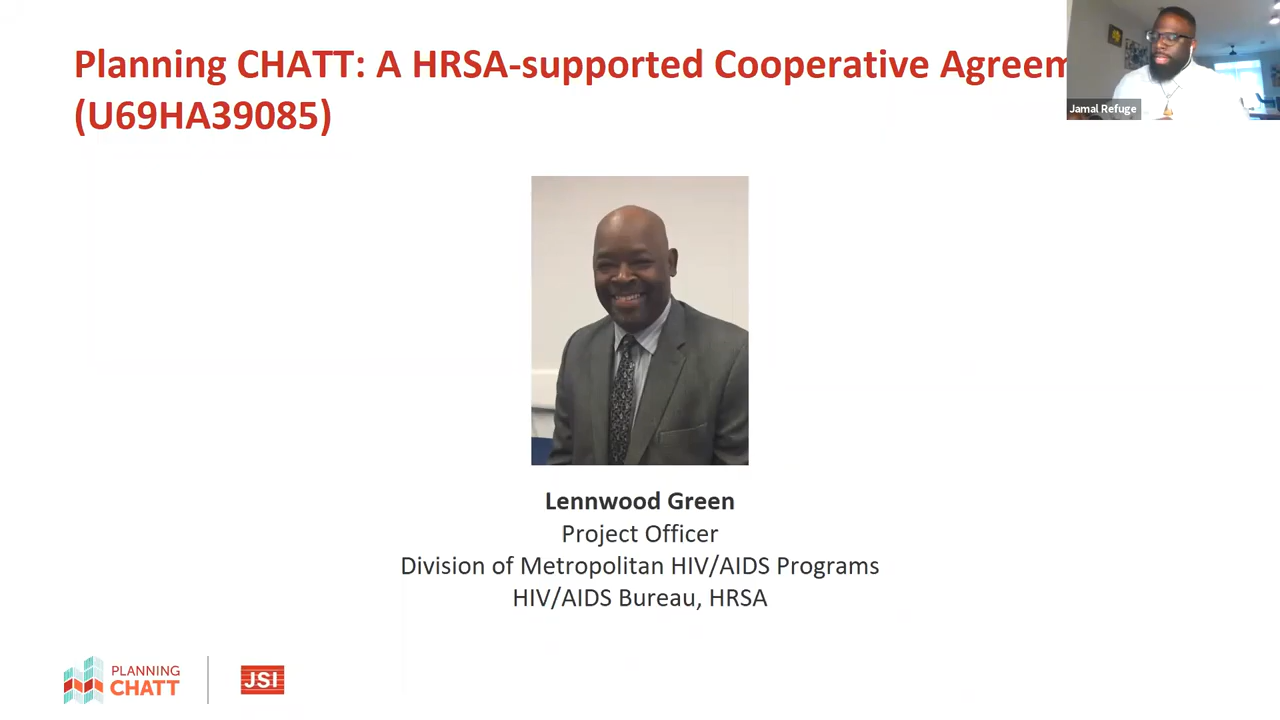 Planning CHATT: A HRSA-supported Cooperative Agreem
(U69HA39085)
Jamal Refuge
Lennwood Green
Project Officer
Division of Metropolitan HIV/AIDS Programs
HIV/AIDS Bureau, HRSA
PLANNING
CHATT
JSI